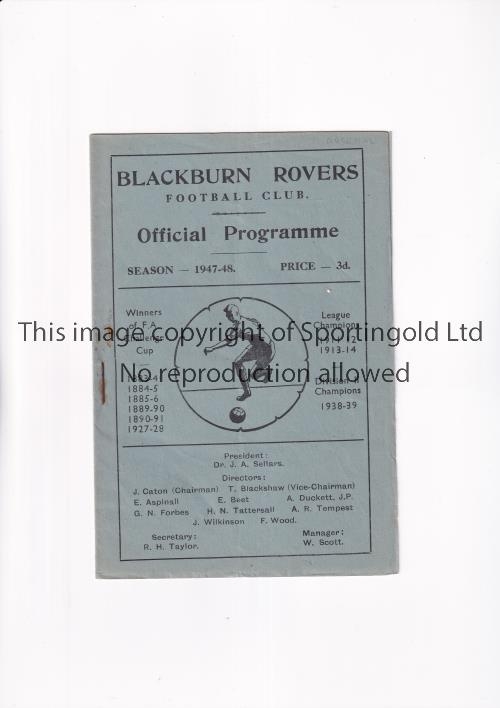 ARSENAL
BLACKBURN ROVERS
FOOTBALL CLUB.
Official Programme
SEASON — 1947-48. PRICE — 3d.
Winners
of F.A.
Challenge
Cup
1884-5
1885-6
1889-90
1890-91
1927-28
League
Champions
1913-14
Division II
Champions
1938-39
This image copyright of Sportingold Ltd
No reproduction allowed
President:
Dr. J. A. Sellars.
Directors:
J. Caton (Chairman) T. Blackshaw (Vice-Chairman)
E. Aspinall E. Beet A. Duckett, J.P.
G. N. Forbes H. N. Tattersall A. R. Tempest
J. Wilkinson F. Wood.
Secretary:
R. H. Taylor.
Manager:
W. Scott.